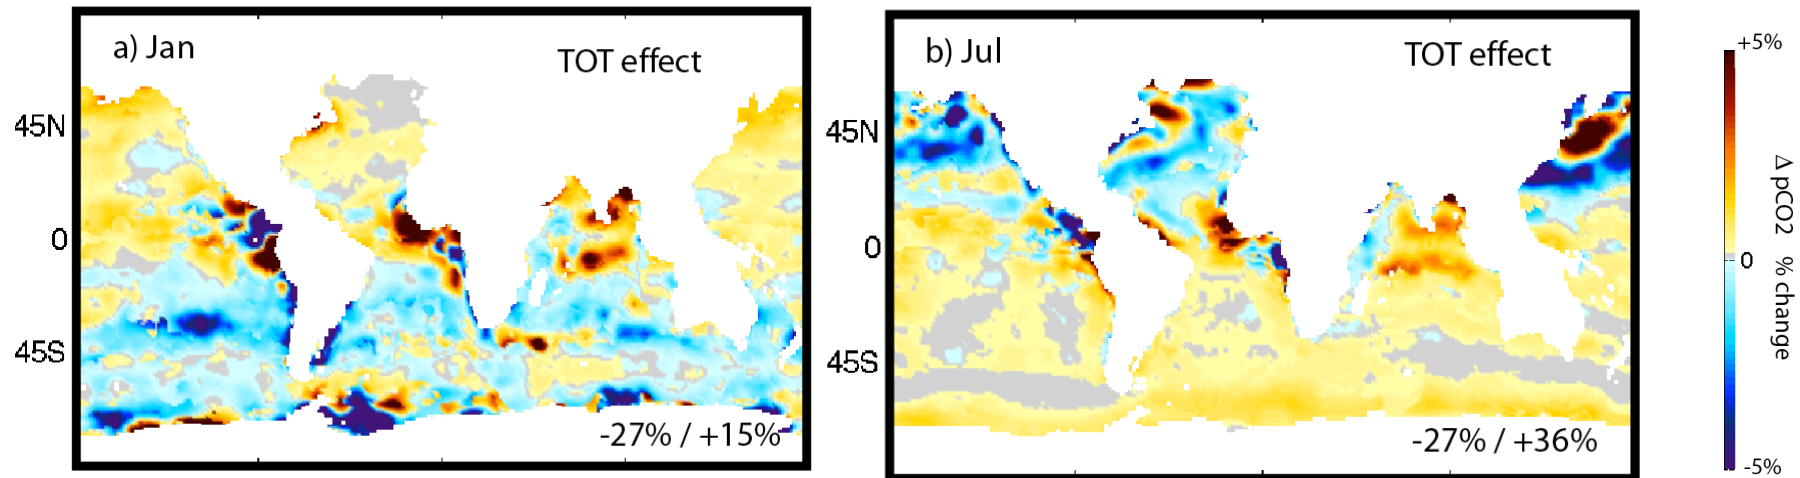 a) Jan
TOT effect
45N
0
45S
-27% / +15%
b) Jul
TOT effect
45N
0
45S
-27% / +36%
+5%
0
-5%
Δ pCO2 % change